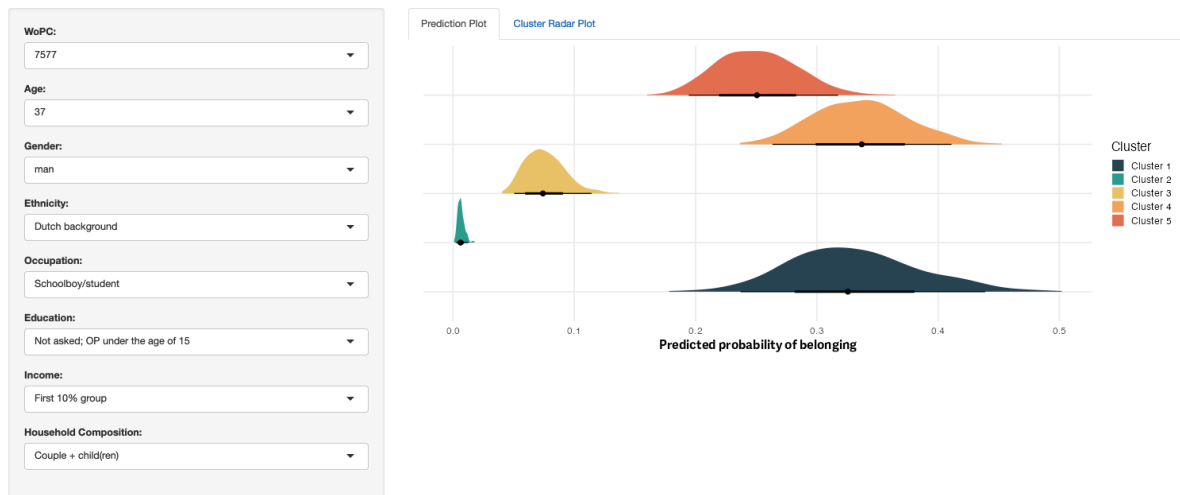 WoPC:
7577
Age:
37
Gender:
man
Ethnicity:
Dutch background
Occupation:
Schoolboy/student
Education:
Not asked; OP under the age of 15
Income:
First 10% group
Household Composition:
Couple + child(ren)
Prediction Plot Cluster Radar Plot
Cluster
Cluster 1
Cluster 2
Cluster 3
Cluster 4
Cluster 5
0.0 0.1 0.2 0.3 0.4 0.5
Predicted probability of belonging